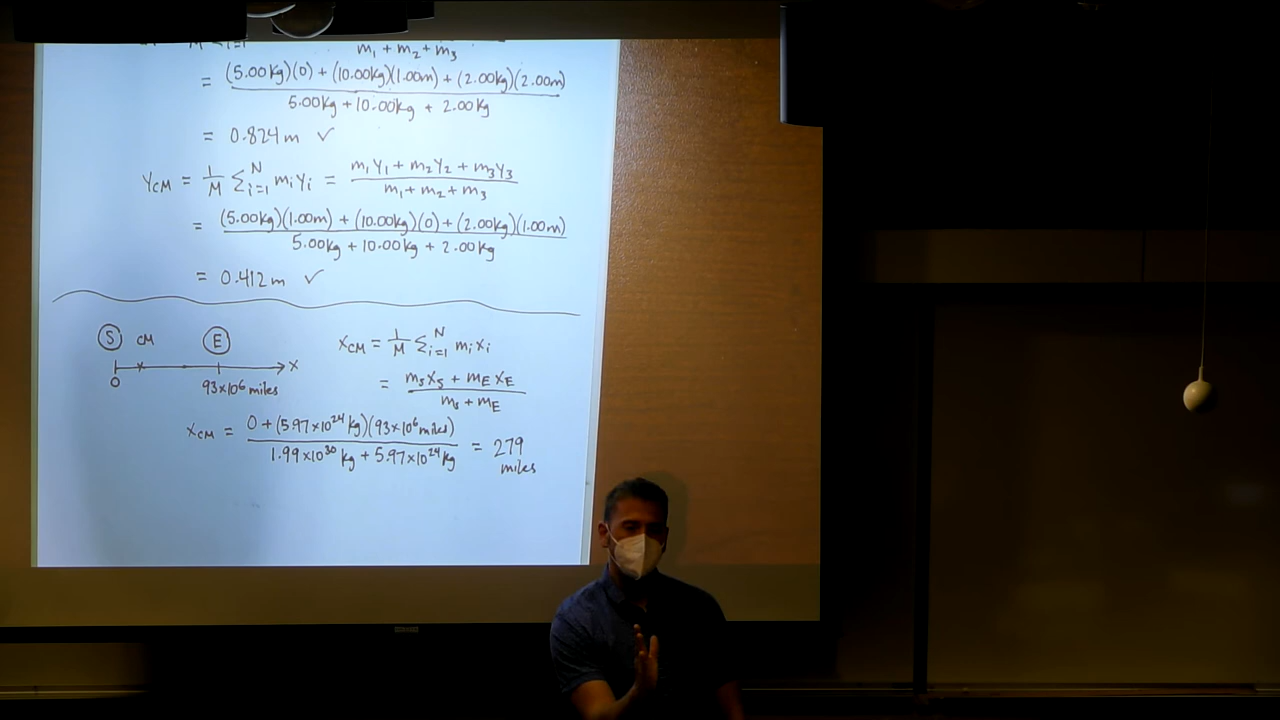 m₁ + m₂ + m₃
= (5.00kg)(0) + (10.00kg)(1.00m) + (2.00kg)(2.00m)
5.00kg + 10.00kg + 2.00kg
= 0.824 m ✓
Y_CM = 1/M Σ_{i=1}^N m_i y_i = m₁y₁ + m₂y₂ + m₃y₃
m₁ + m₂ + m₃
= (5.00kg)(1.00m) + (10.00kg)(0) + (2.00kg)(1.00m)
5.00kg + 10.00kg + 2.00kg
= 0.412 m ✓
S CM E
x
0 93×10⁶ miles
X_CM = 1/M Σ_{i=1}^N m_i x_i
= m_S x_S + m_E x_E
m_S + m_E
X_CM = 0 + (5.97×10²⁴ kg)(93×10⁶ miles)
1.99×10³⁰ kg + 5.97×10²⁴ kg
= 279
miles